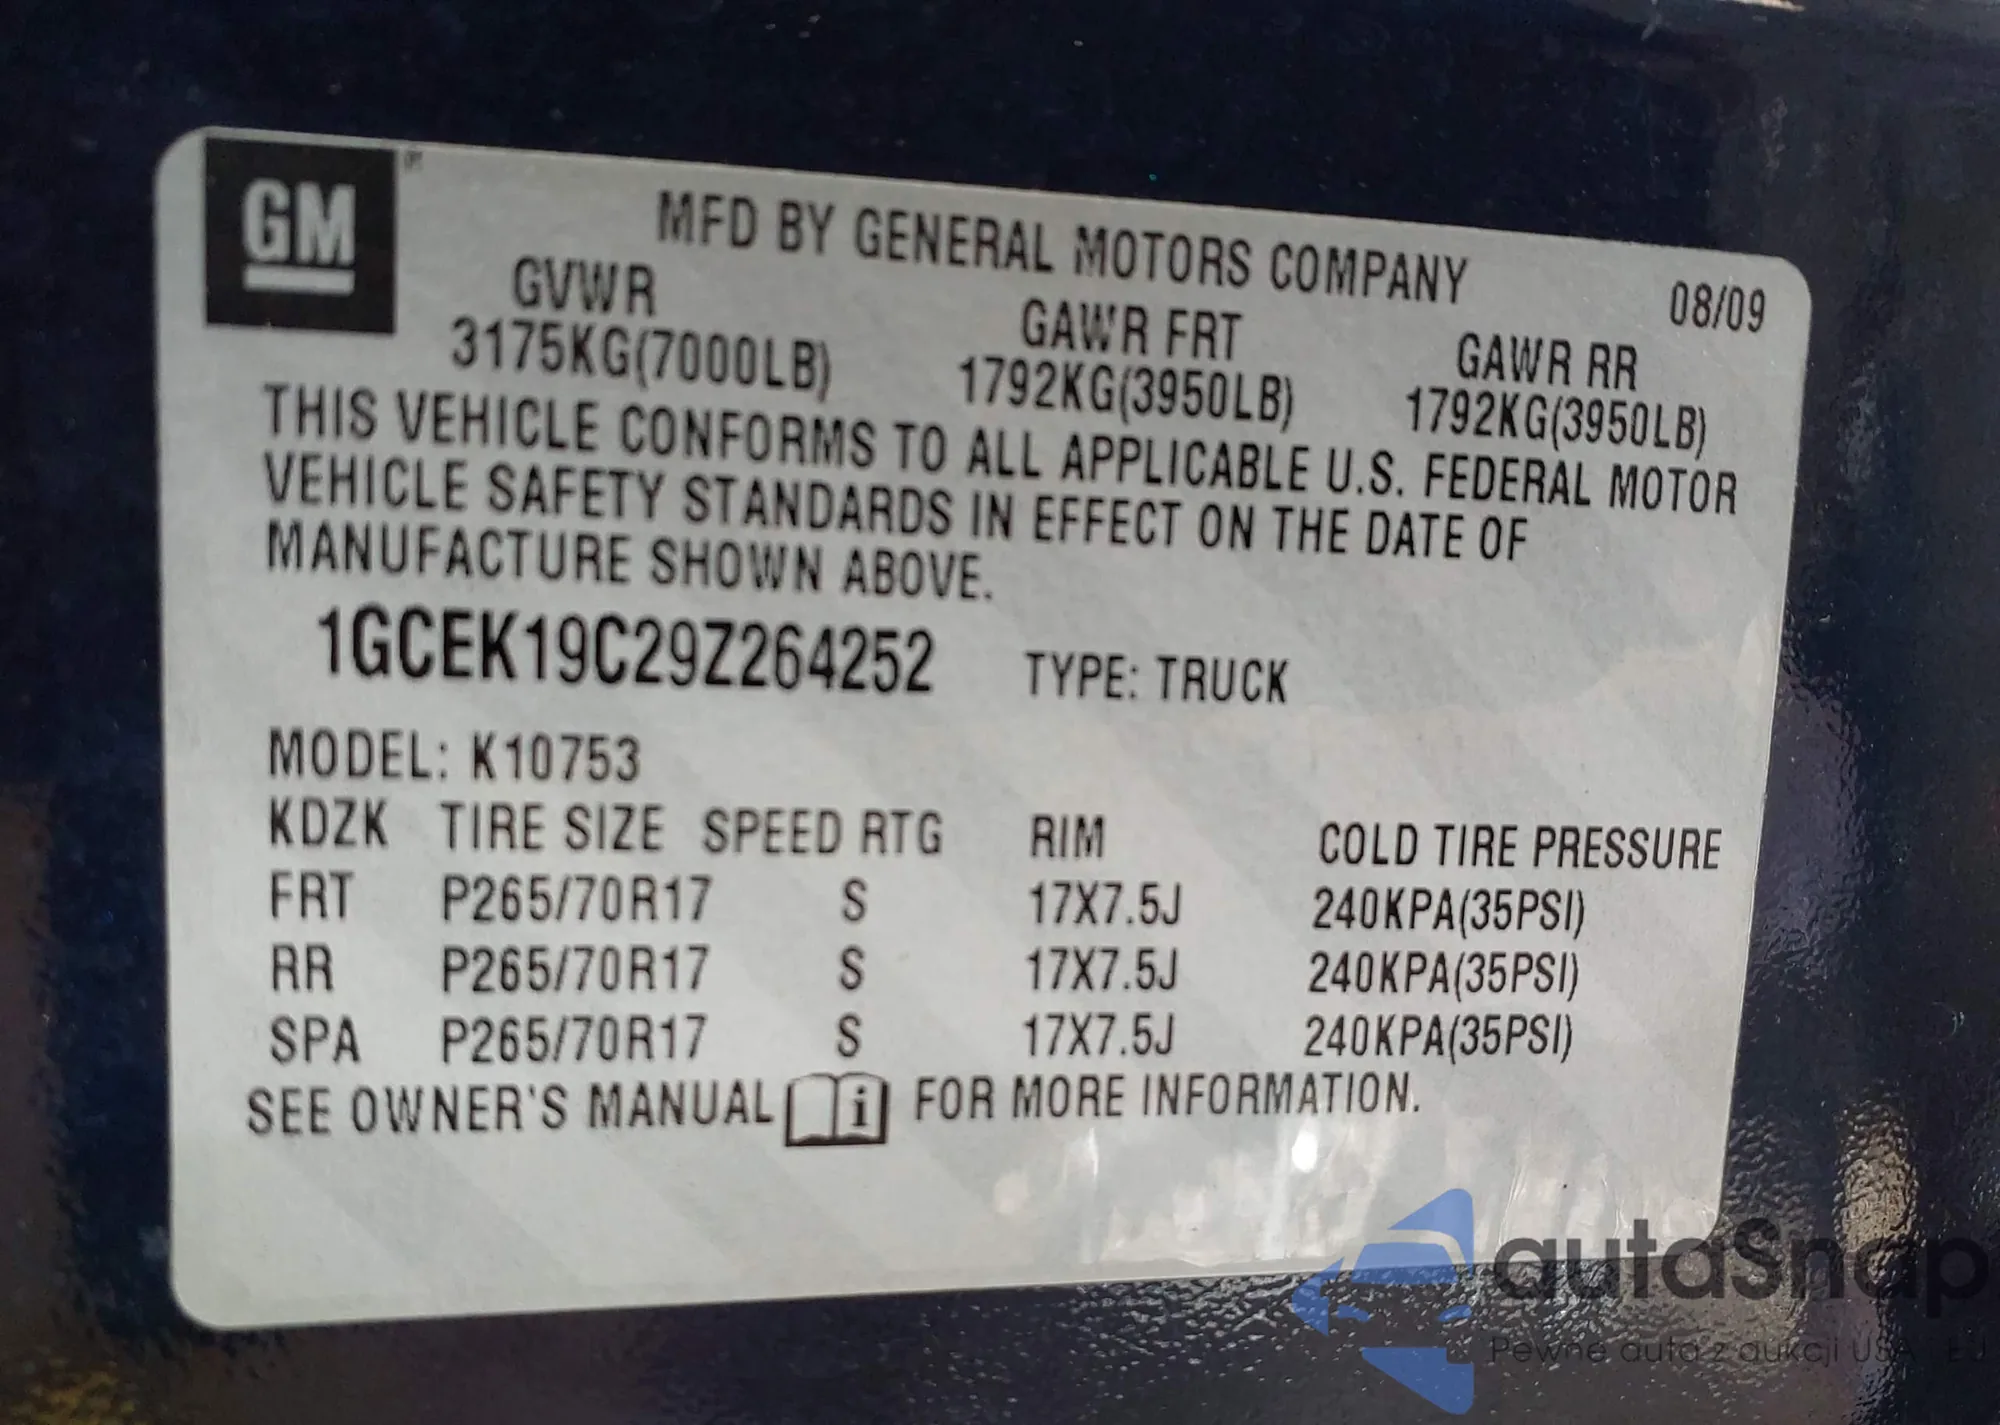 GM
MFD BY GENERAL MOTORS COMPANY 08/09
GVWR GAWR FRT GAWR RR
3175KG(7000LB) 1792KG(3950LB) 1792KG(3950LB)
THIS VEHICLE CONFORMS TO ALL APPLICABLE U.S. FEDERAL MOTOR
VEHICLE SAFETY STANDARDS IN EFFECT ON THE DATE OF
MANUFACTURE SHOWN ABOVE.
1GCEK19C29Z264252 TYPE: TRUCK
MODEL: K10753
KDZK TIRE SIZE SPEED RTG RIM COLD TIRE PRESSURE
FRT P265/70R17 S 17X7.5J 240KPA(35PSI)
RR P265/70R17 S 17X7.5J 240KPA(35PSI)
SPA P265/70R17 S 17X7.5J 240KPA(35PSI)
SEE OWNER'S MANUAL i FOR MORE INFORMATION.
autaSnap
Pewne auta z aukcji USA EU